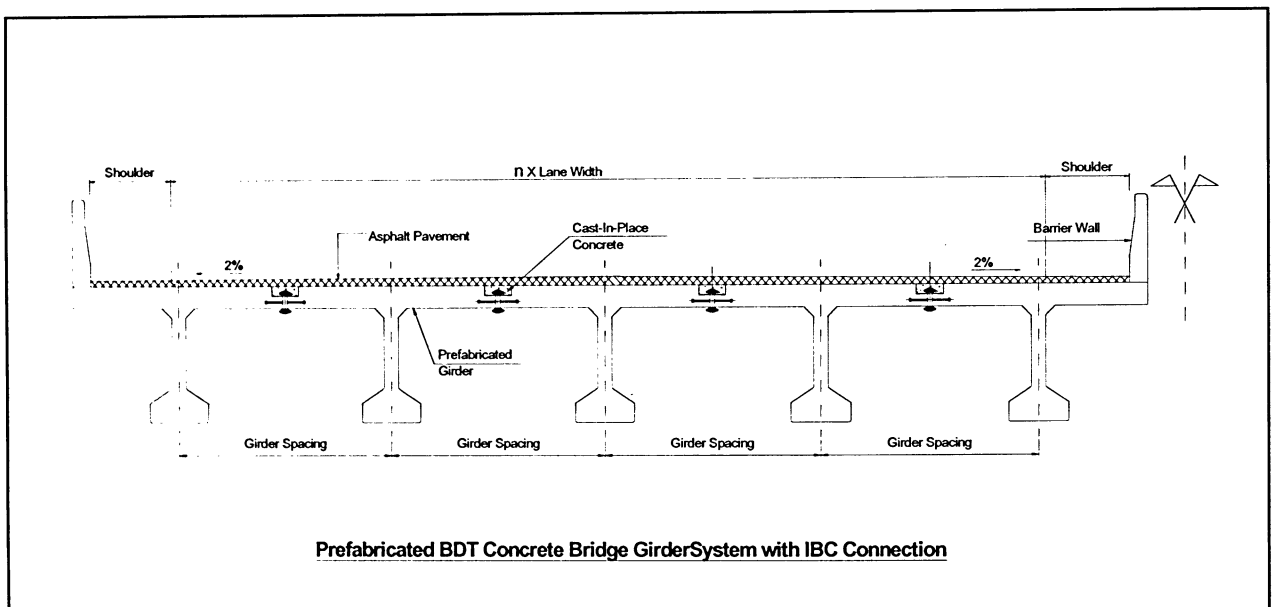 Shoulder
n X Lane Width
Shoulder
Asphalt Pavement
Cast-In-Place
Concrete
Barrier Wall
2%
2%
Prefabricated
Girder
Girder Spacing
Girder Spacing
Girder Spacing
Girder Spacing
Prefabricated BDT Concrete Bridge GirderSystem with IBC Connection